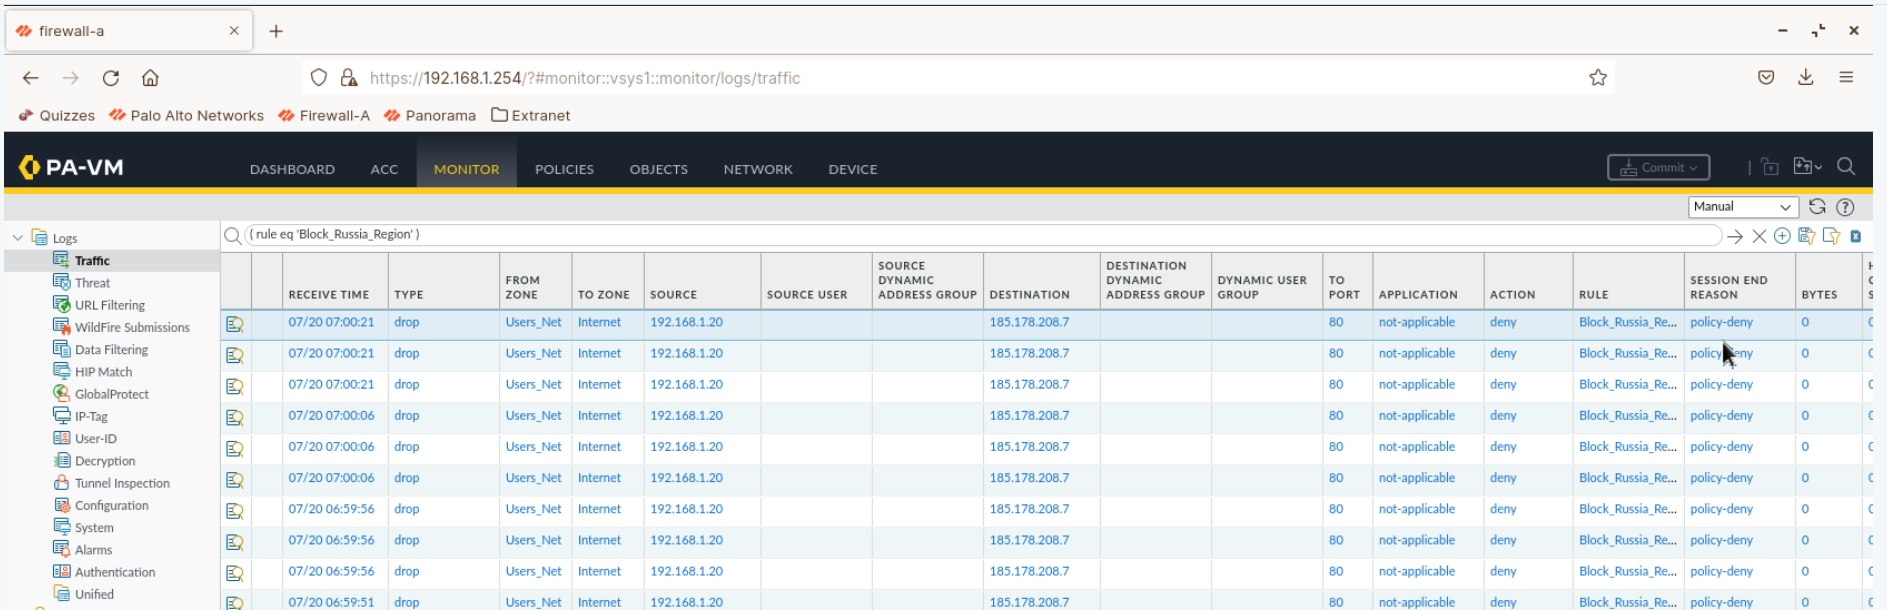 firewall-a
https://192.168.1.254/?#monitor::vsys1::monitor/logs/traffic
Quizzes Palo Alto Networks Firewall-A Panorama Extranet
PA-VM DASHBOARD ACC MONITOR POLICIES OBJECTS NETWORK DEVICE Commit
Manual
Logs
Traffic
Threat
URL Filtering
WildFire Submissions
Data Filtering
HIP Match
GlobalProtect
IP-Tag
User-ID
Decryption
Tunnel Inspection
Configuration
System
Alarms
Authentication
Unified
( rule eq 'Block_Russia_Region' )
RECEIVE TIME TYPE FROM ZONE TO ZONE SOURCE SOURCE USER SOURCE DYNAMIC ADDRESS GROUP DESTINATION DESTINATION DYNAMIC ADDRESS GROUP DYNAMIC USER GROUP TO PORT APPLICATION ACTION RULE SESSION END REASON BYTES
07/20 07:00:21 drop Users_Net Internet 192.168.1.20 185.178.208.7 80 not-applicable deny Block_Russia_Re... policy-deny 0
07/20 07:00:21 drop Users_Net Internet 192.168.1.20 185.178.208.7 80 not-applicable deny Block_Russia_Re... policy-deny 0
07/20 07:00:21 drop Users_Net Internet 192.168.1.20 185.178.208.7 80 not-applicable deny Block_Russia_Re... policy-deny 0
07/20 07:00:06 drop Users_Net Internet 192.168.1.20 185.178.208.7 80 not-applicable deny Block_Russia_Re... policy-deny 0
07/20 07:00:06 drop Users_Net Internet 192.168.1.20 185.178.208.7 80 not-applicable deny Block_Russia_Re... policy-deny 0
07/20 07:00:06 drop Users_Net Internet 192.168.1.20 185.178.208.7 80 not-applicable deny Block_Russia_Re... policy-deny 0
07/20 06:59:56 drop Users_Net Internet 192.168.1.20 185.178.208.7 80 not-applicable deny Block_Russia_Re... policy-deny 0
07/20 06:59:56 drop Users_Net Internet 192.168.1.20 185.178.208.7 80 not-applicable deny Block_Russia_Re... policy-deny 0
07/20 06:59:56 drop Users_Net Internet 192.168.1.20 185.178.208.7 80 not-applicable deny Block_Russia_Re... policy-deny 0
07/20 06:59:51 drop Users_Net Internet 192.168.1.20 185.178.208.7 80 not-applicable deny Block_Russia_Re... policy-deny 0